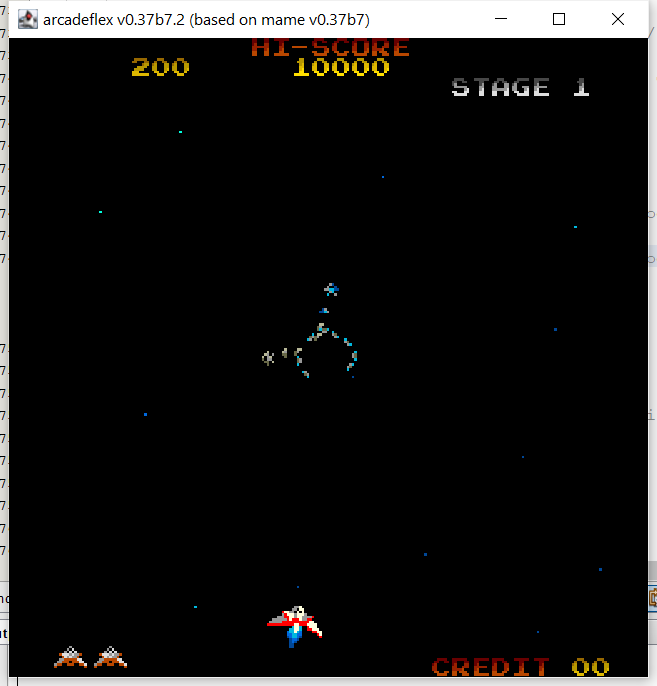 arcadeflex v0.37b7.2 (based on mame v0.37b7)
HI-SCORE
200 10000
STAGE 1
CREDIT 00